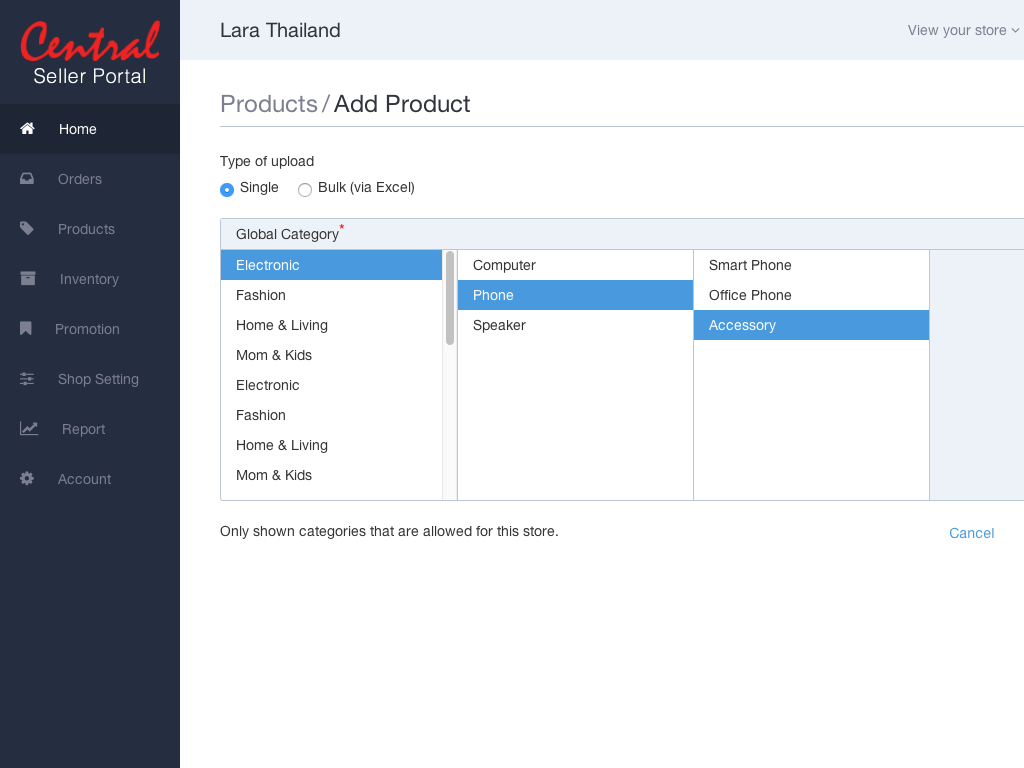 Central
Seller Portal
Home
Orders
Products
Inventory
Promotion
Shop Setting
Report
Account
Lara Thailand
View your store
Products / Add Product
Type of upload
Single
Bulk (via Excel)
Global Category*
Electronic
Fashion
Home & Living
Mom & Kids
Electronic
Fashion
Home & Living
Mom & Kids
Computer
Phone
Speaker
Smart Phone
Office Phone
Accessory
Only shown categories that are allowed for this store.
Cancel